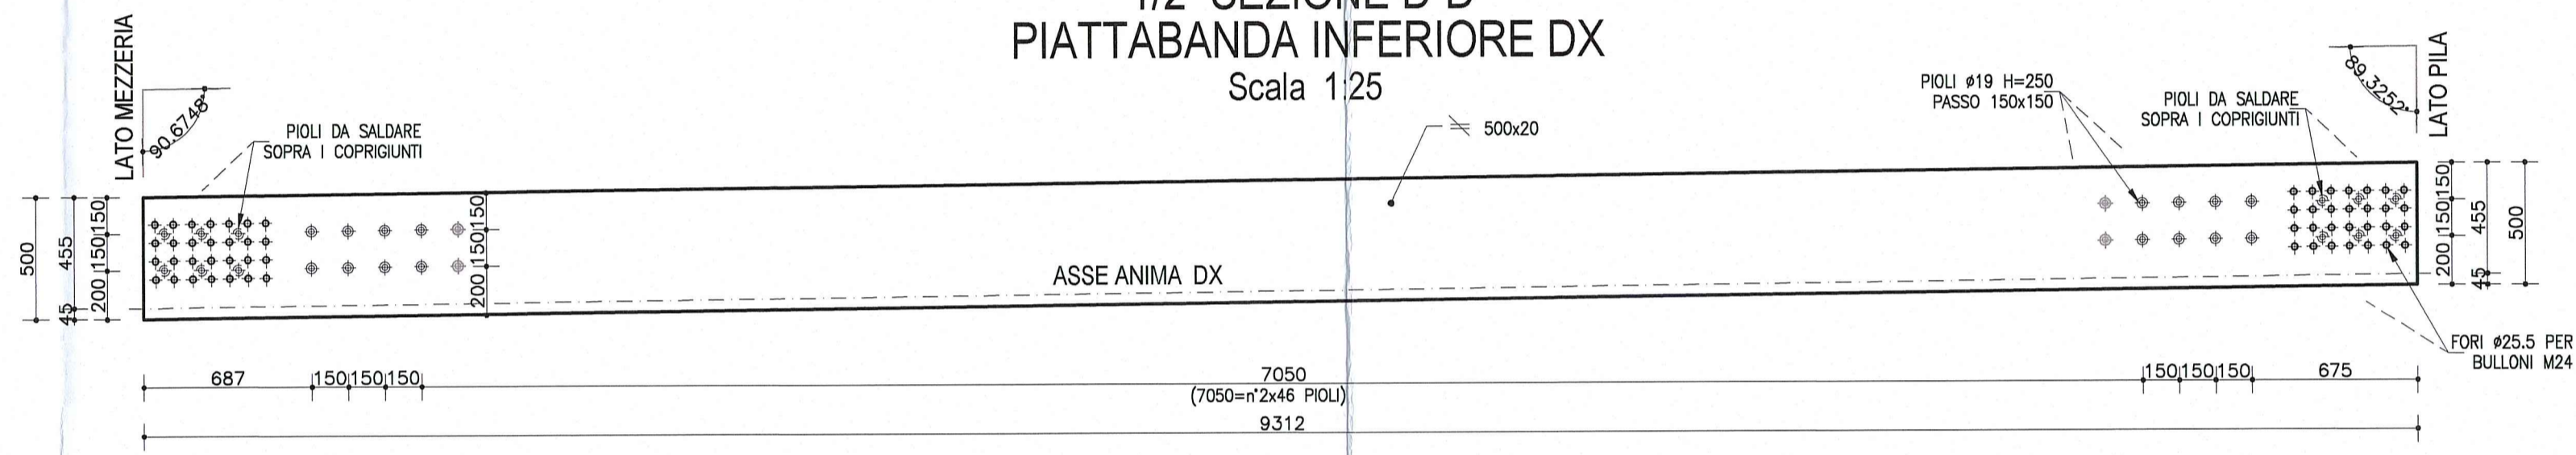 1/2 SEZIONE D-D
PIATTABANDA INFERIORE DX
Scala 1:25
LATO MEZZERIA
90.6748°
PIOLI DA SALDARE
SOPRA I COPRIGIUNTI
500x20
PIOLI ø19 H=250
PASSO 150x150
PIOLI DA SALDARE
SOPRA I COPRIGIUNTI
89.3252°
LATO PILA
500
455
45
150
150
200
150
150
200
ASSE ANIMA DX
150
150
200
455
45
500
FORI ø25.5 PER
BULLONI M24
687
150
150
150
7050
(7050=n°2x46 PIOLI)
150
150
150
675
9312